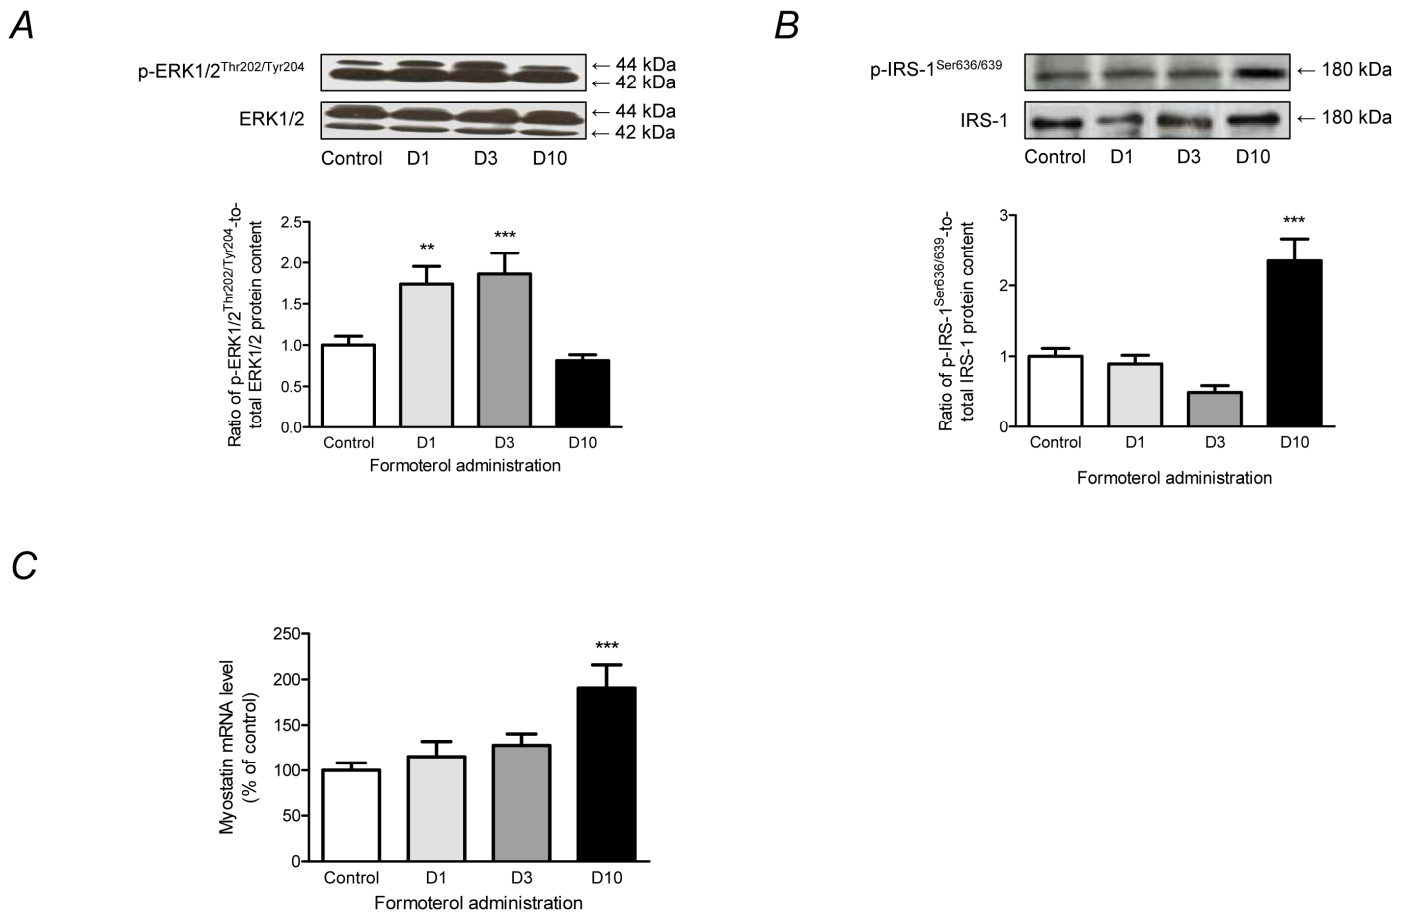 A
p-ERK1/2Thr202/Tyr204
← 44 kDa
← 42 kDa
ERK1/2
← 44 kDa
← 42 kDa
Control D1 D3 D10
Ratio of p-ERK1/2Thr202/Tyr204-to-
total ERK1/2 protein content
2.5
2.0
1.5
1.0
0.5
0.0
** ***
Control D1 D3 D10
Formoterol administration
B
p-IRS-1Ser636/639
← 180 kDa
IRS-1
← 180 kDa
Control D1 D3 D10
Ratio of p-IRS-1Ser636/639-to-
total IRS-1 protein content
3
2
1
0
***
Control D1 D3 D10
Formoterol administration
C
Myostatin mRNA level
(% of control)
250
200
150
100
50
0
***
Control D1 D3 D10
Formoterol administration